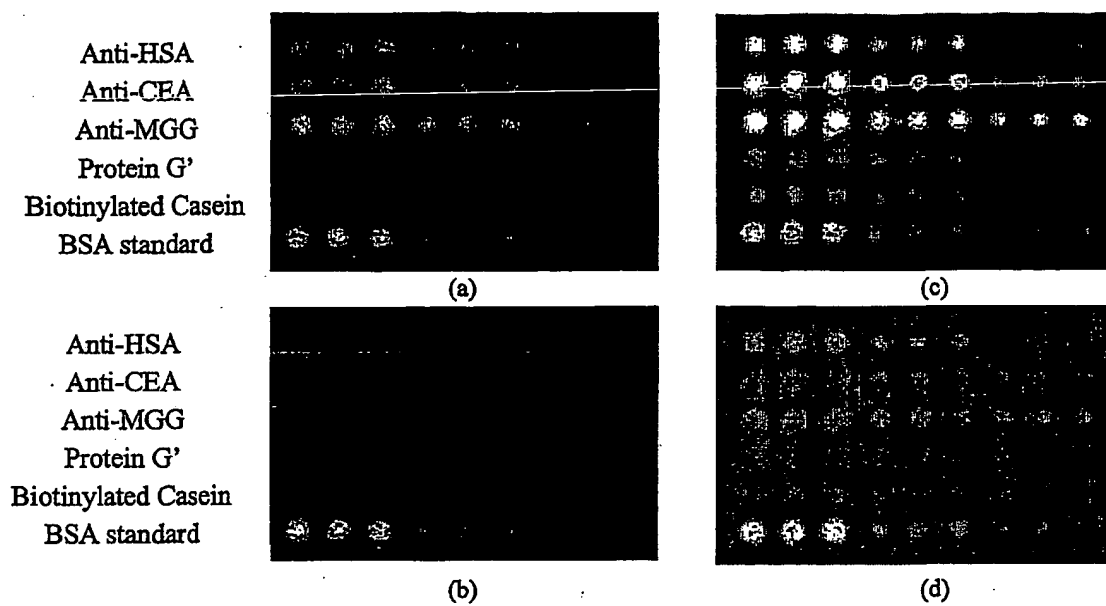 Anti-HSA
Anti-CEA
Anti-MGG
Protein G'
Biotinylated Casein
BSA standard
(a)
(c)
Anti-HSA
Anti-CEA
Anti-MGG
Protein G'
Biotinylated Casein
BSA standard
(b)
(d)